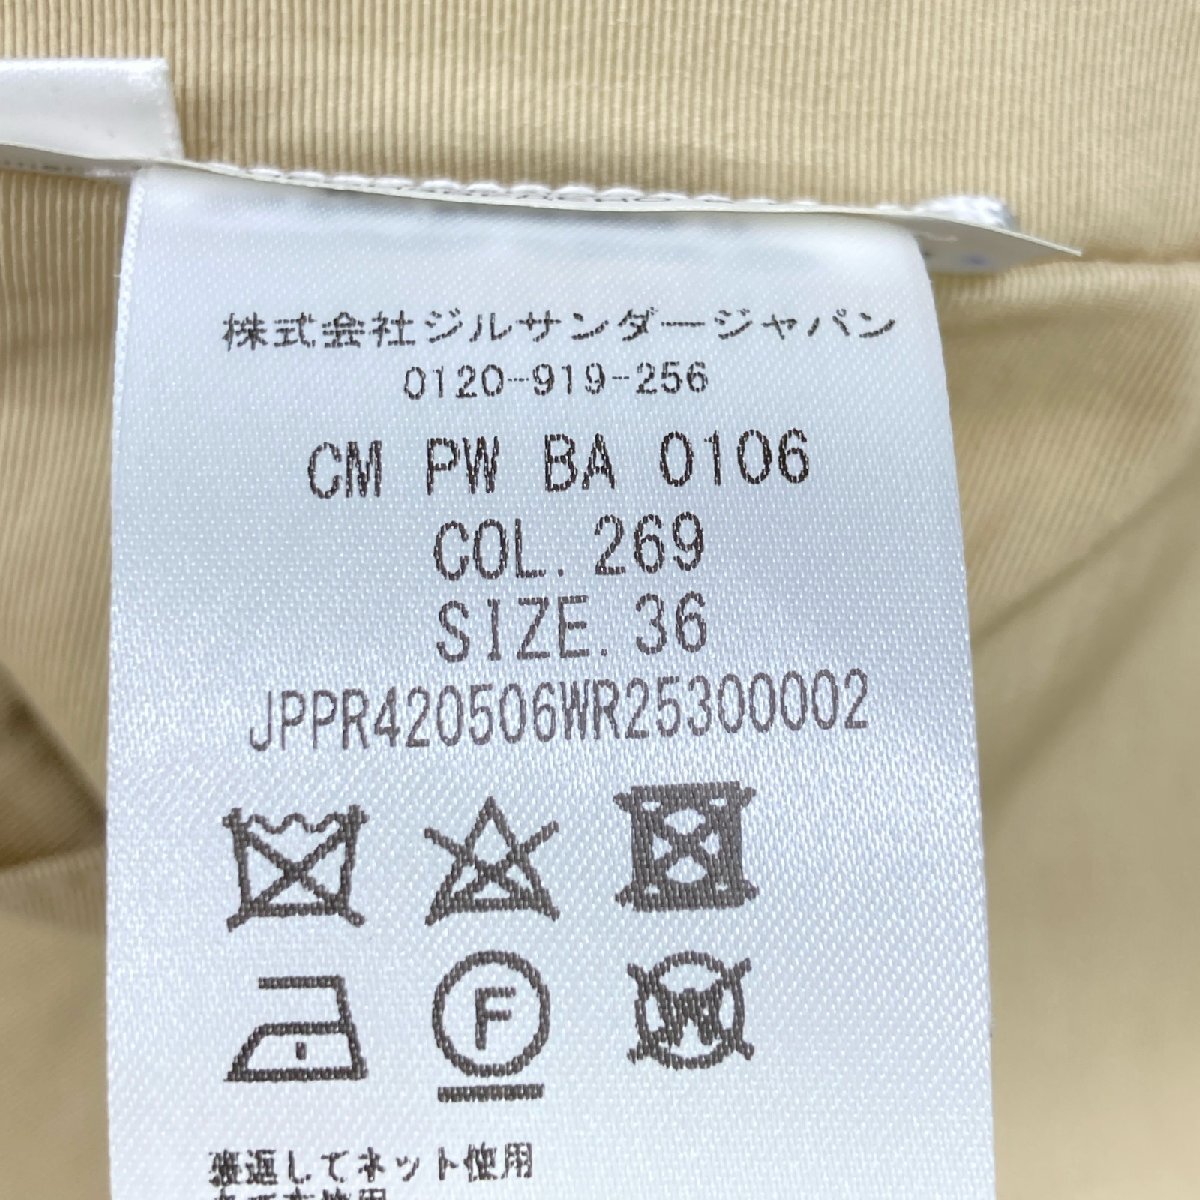 株式会社ジルサンダージャパン
0120-919-256
CM PW BA 0106
COL. 269
SIZE. 36
JPPR420506WR25300002
F
W
裏返してネット使用